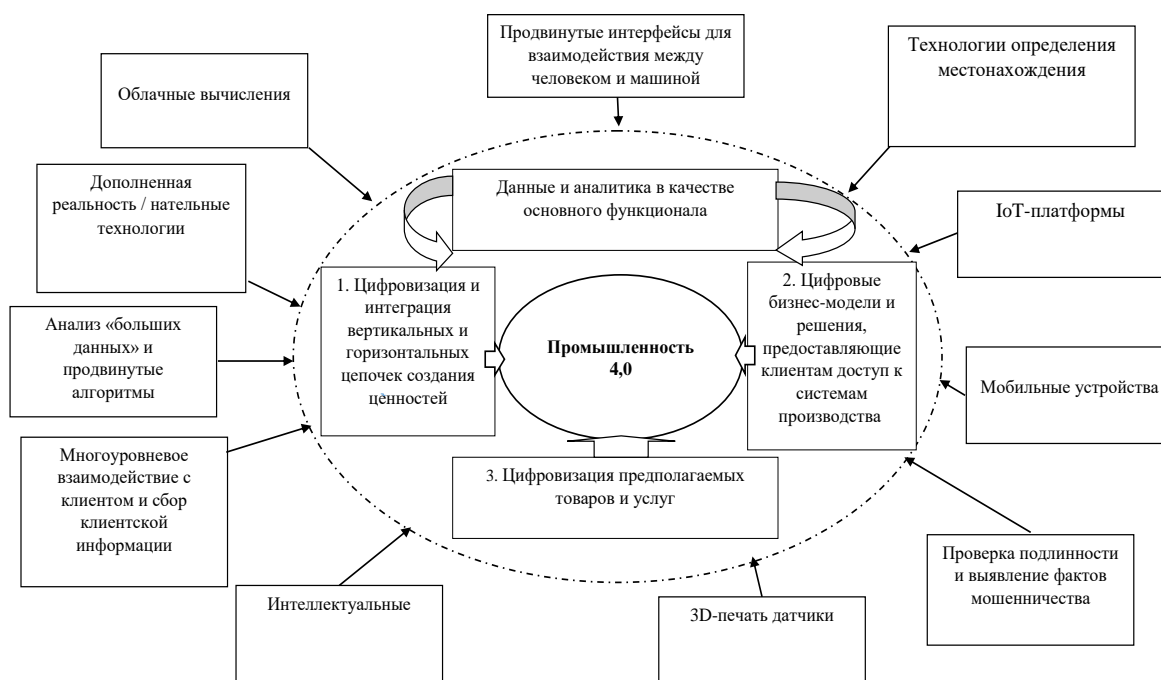 Продвинутые интерфейсы для
взаимодействия между
человеком и машиной
Технологии определения
местонахождения
Облачные вычисления
Дополненная
реальность / нательные
технологии
Данные и аналитика в качестве
основного функционала
IoT-платформы
1. Цифровизация и
интеграция
вертикальных и
горизонтальных
цепочек создания
ценностей
Промышленность
4,0
2. Цифровые
бизнес-модели и
решения,
предоставляющие
клиентам доступ к
системам
производства
Анализ «больших
данных» и
продвинутые
алгоритмы
Мобильные устройства
Многоуровневое
взаимодействие с
клиентом и сбор
клиентской
информации
3. Цифровизация предполагаемых
товаров и услуг
Проверка подлинности
и выявление фактов
мошенничества
Интеллектуальные
3D-печать датчики